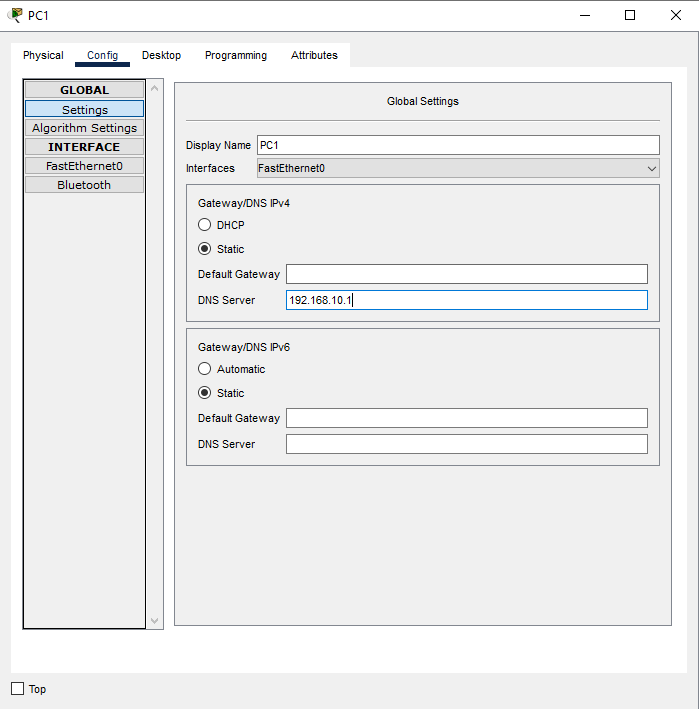 PC1
Physical Config Desktop Programming Attributes
GLOBAL
Settings
Algorithm Settings
INTERFACE
FastEthernet0
Bluetooth
Global Settings
Display Name PC1
Interfaces FastEthernet0
Gateway/DNS IPv4
DHCP
Static
Default Gateway
DNS Server 192.168.10.1
Gateway/DNS IPv6
Automatic
Static
Default Gateway
DNS Server
Top